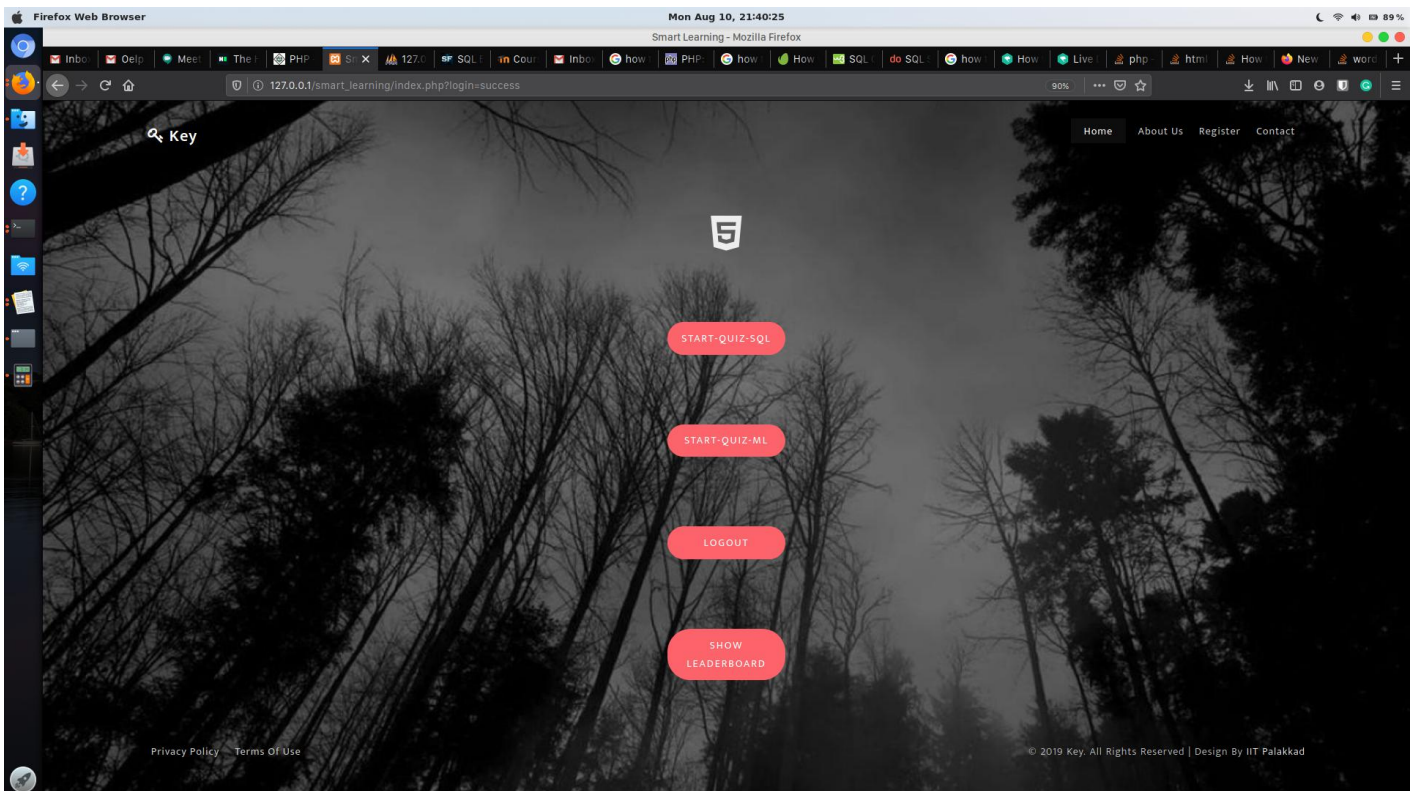 Firefox Web Browser
Mon Aug 10, 21:40:25
89 %
Smart Learning - Mozilla Firefox
Inbo Oelp Meet The PHP Sm 127.0 SQL in Cour Inbo how PHP: how How SQL do SQL how How Live php - html How New word
127.0.0.1/smart_learning/index.php?login=success
90%
Key
Home About Us Register Contact
5
START-QUIZ-SQL
START-QUIZ-ML
LOGOUT
SHOW
LEADERBOARD
Privacy Policy Terms Of Use
© 2019 Key. All Rights Reserved | Design By IIT Palakkad